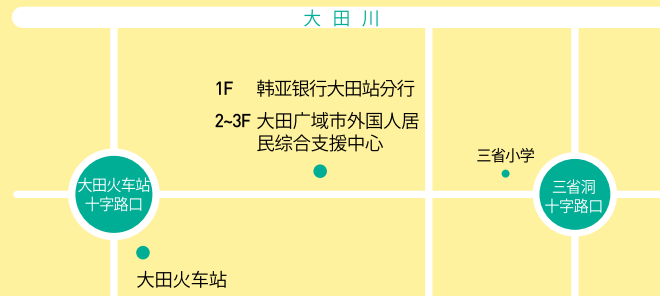 大田川
1F 韩亚银行大田站分行
2~3F 大田广域市外国人居
民综合支援中心
三省小学
大田火车站
十字路口
三省洞
十字路口
大田火车站